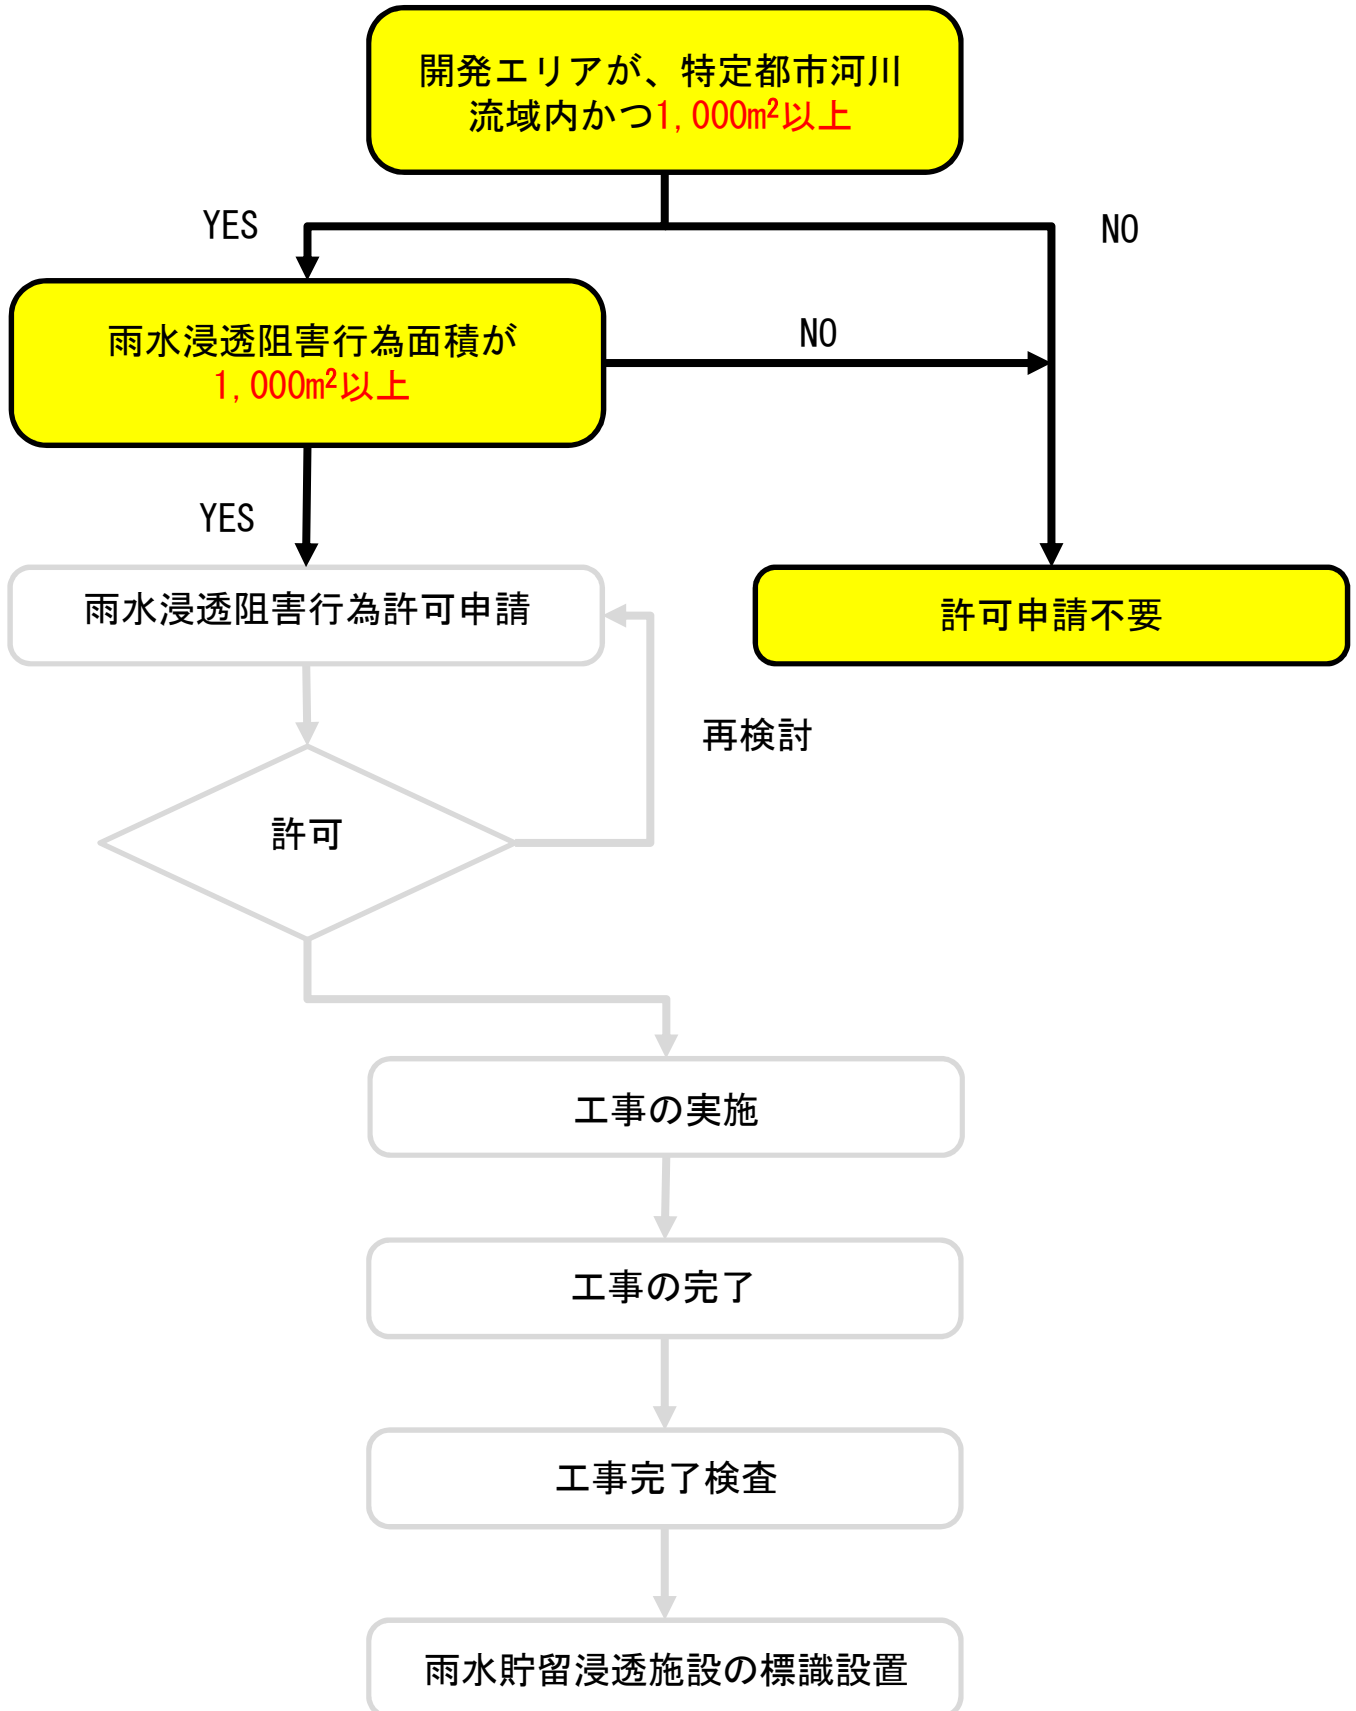 開発エリアが、特定都市河川
流域内かつ1,000m²以上
YES
NO
雨水浸透阻害行為面積が
1,000m²以上
NO
YES
雨水浸透阻害行為許可申請
許可申請不要
再検討
許可
工事の実施
工事の完了
工事完了検査
雨水貯留浸透施設の標識設置